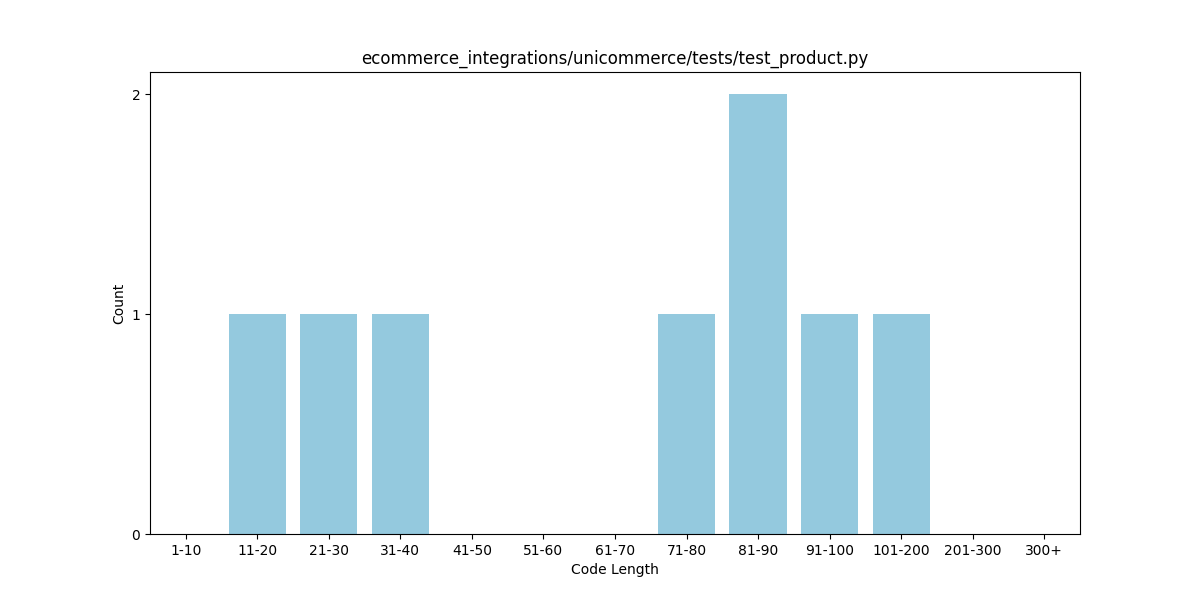 ecommerce_integrations/unicommerce/tests/test_product.py
2
1
0
Count
1-10 11-20 21-30 31-40 41-50 51-60 61-70 71-80 81-90 91-100 101-200 201-300 300+
Code Length